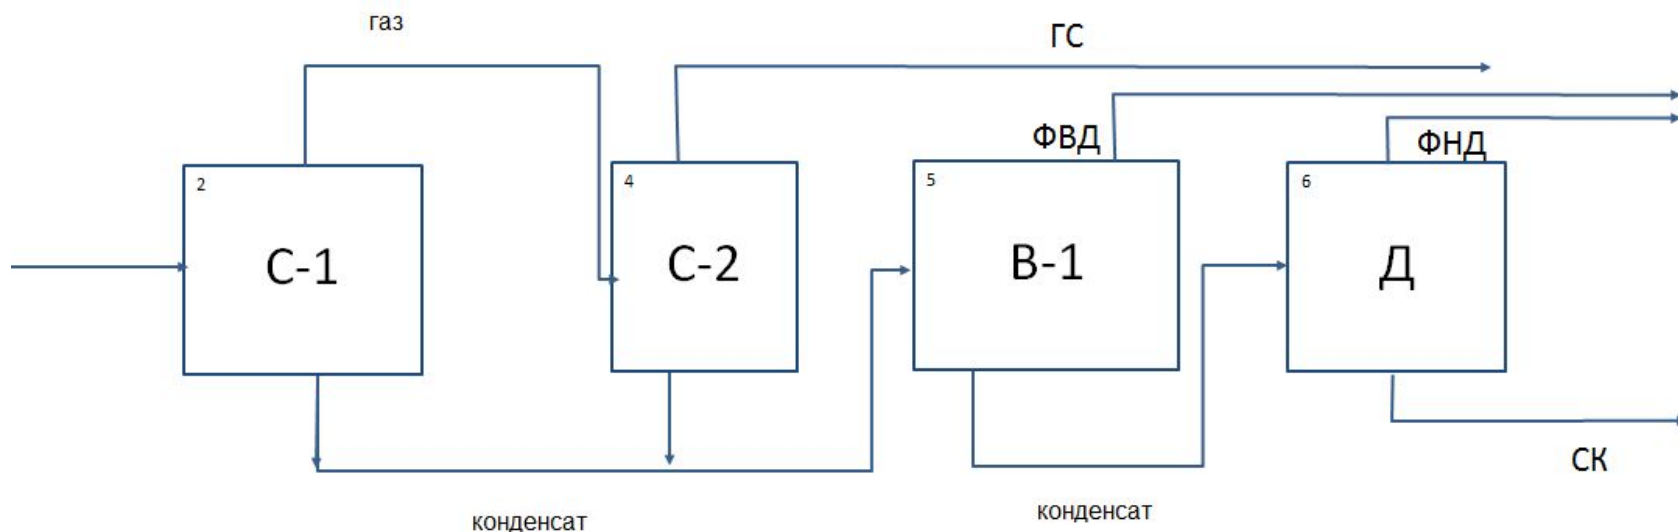 газ
ГС
ФВД
ФНД
2
С-1
4
С-2
5
В-1
6
Д
СК
конденсат
конденсат